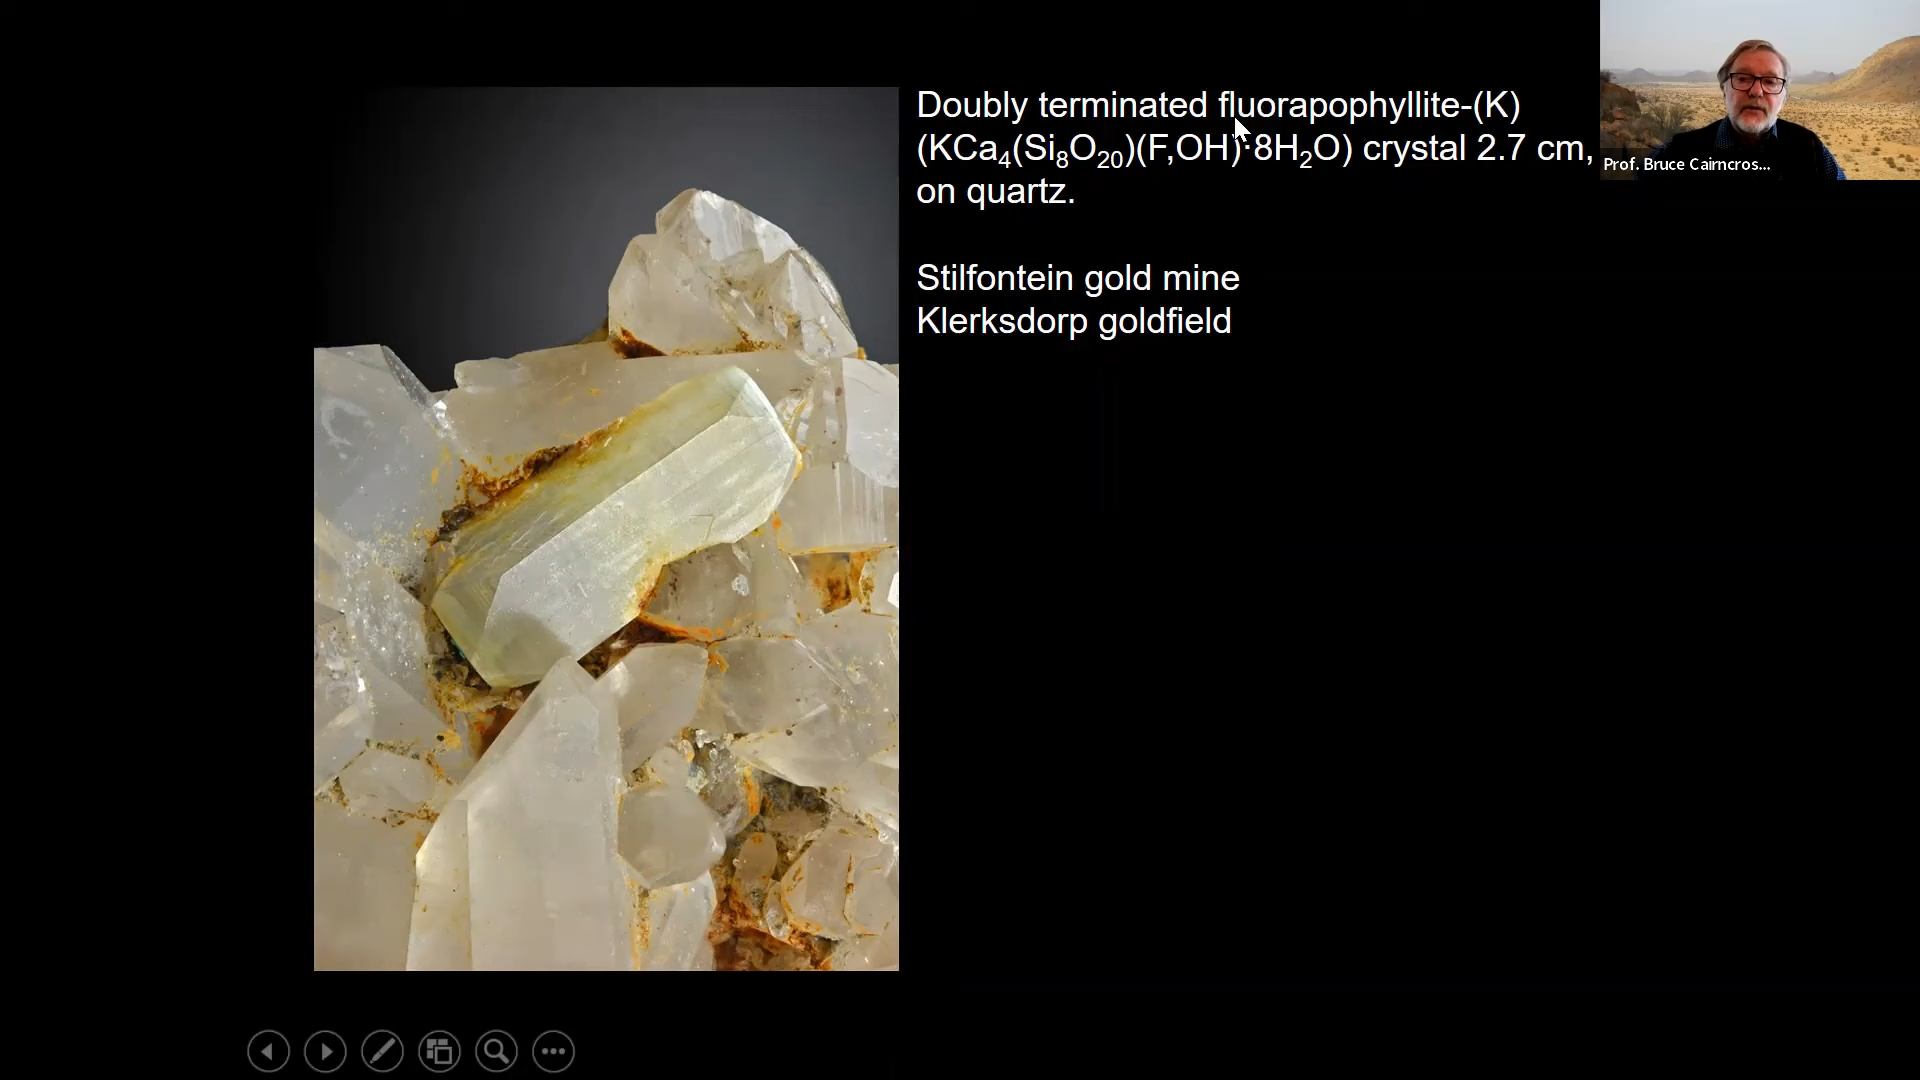 Doubly terminated fluorapophyllite-(K)
(KCa₄(Si₈O₂₀)(F,OH)·8H₂O) crystal 2.7 cm,
on quartz.
Stilfontein gold mine
Klerksdorp goldfield
Prof. Bruce Cairncros...